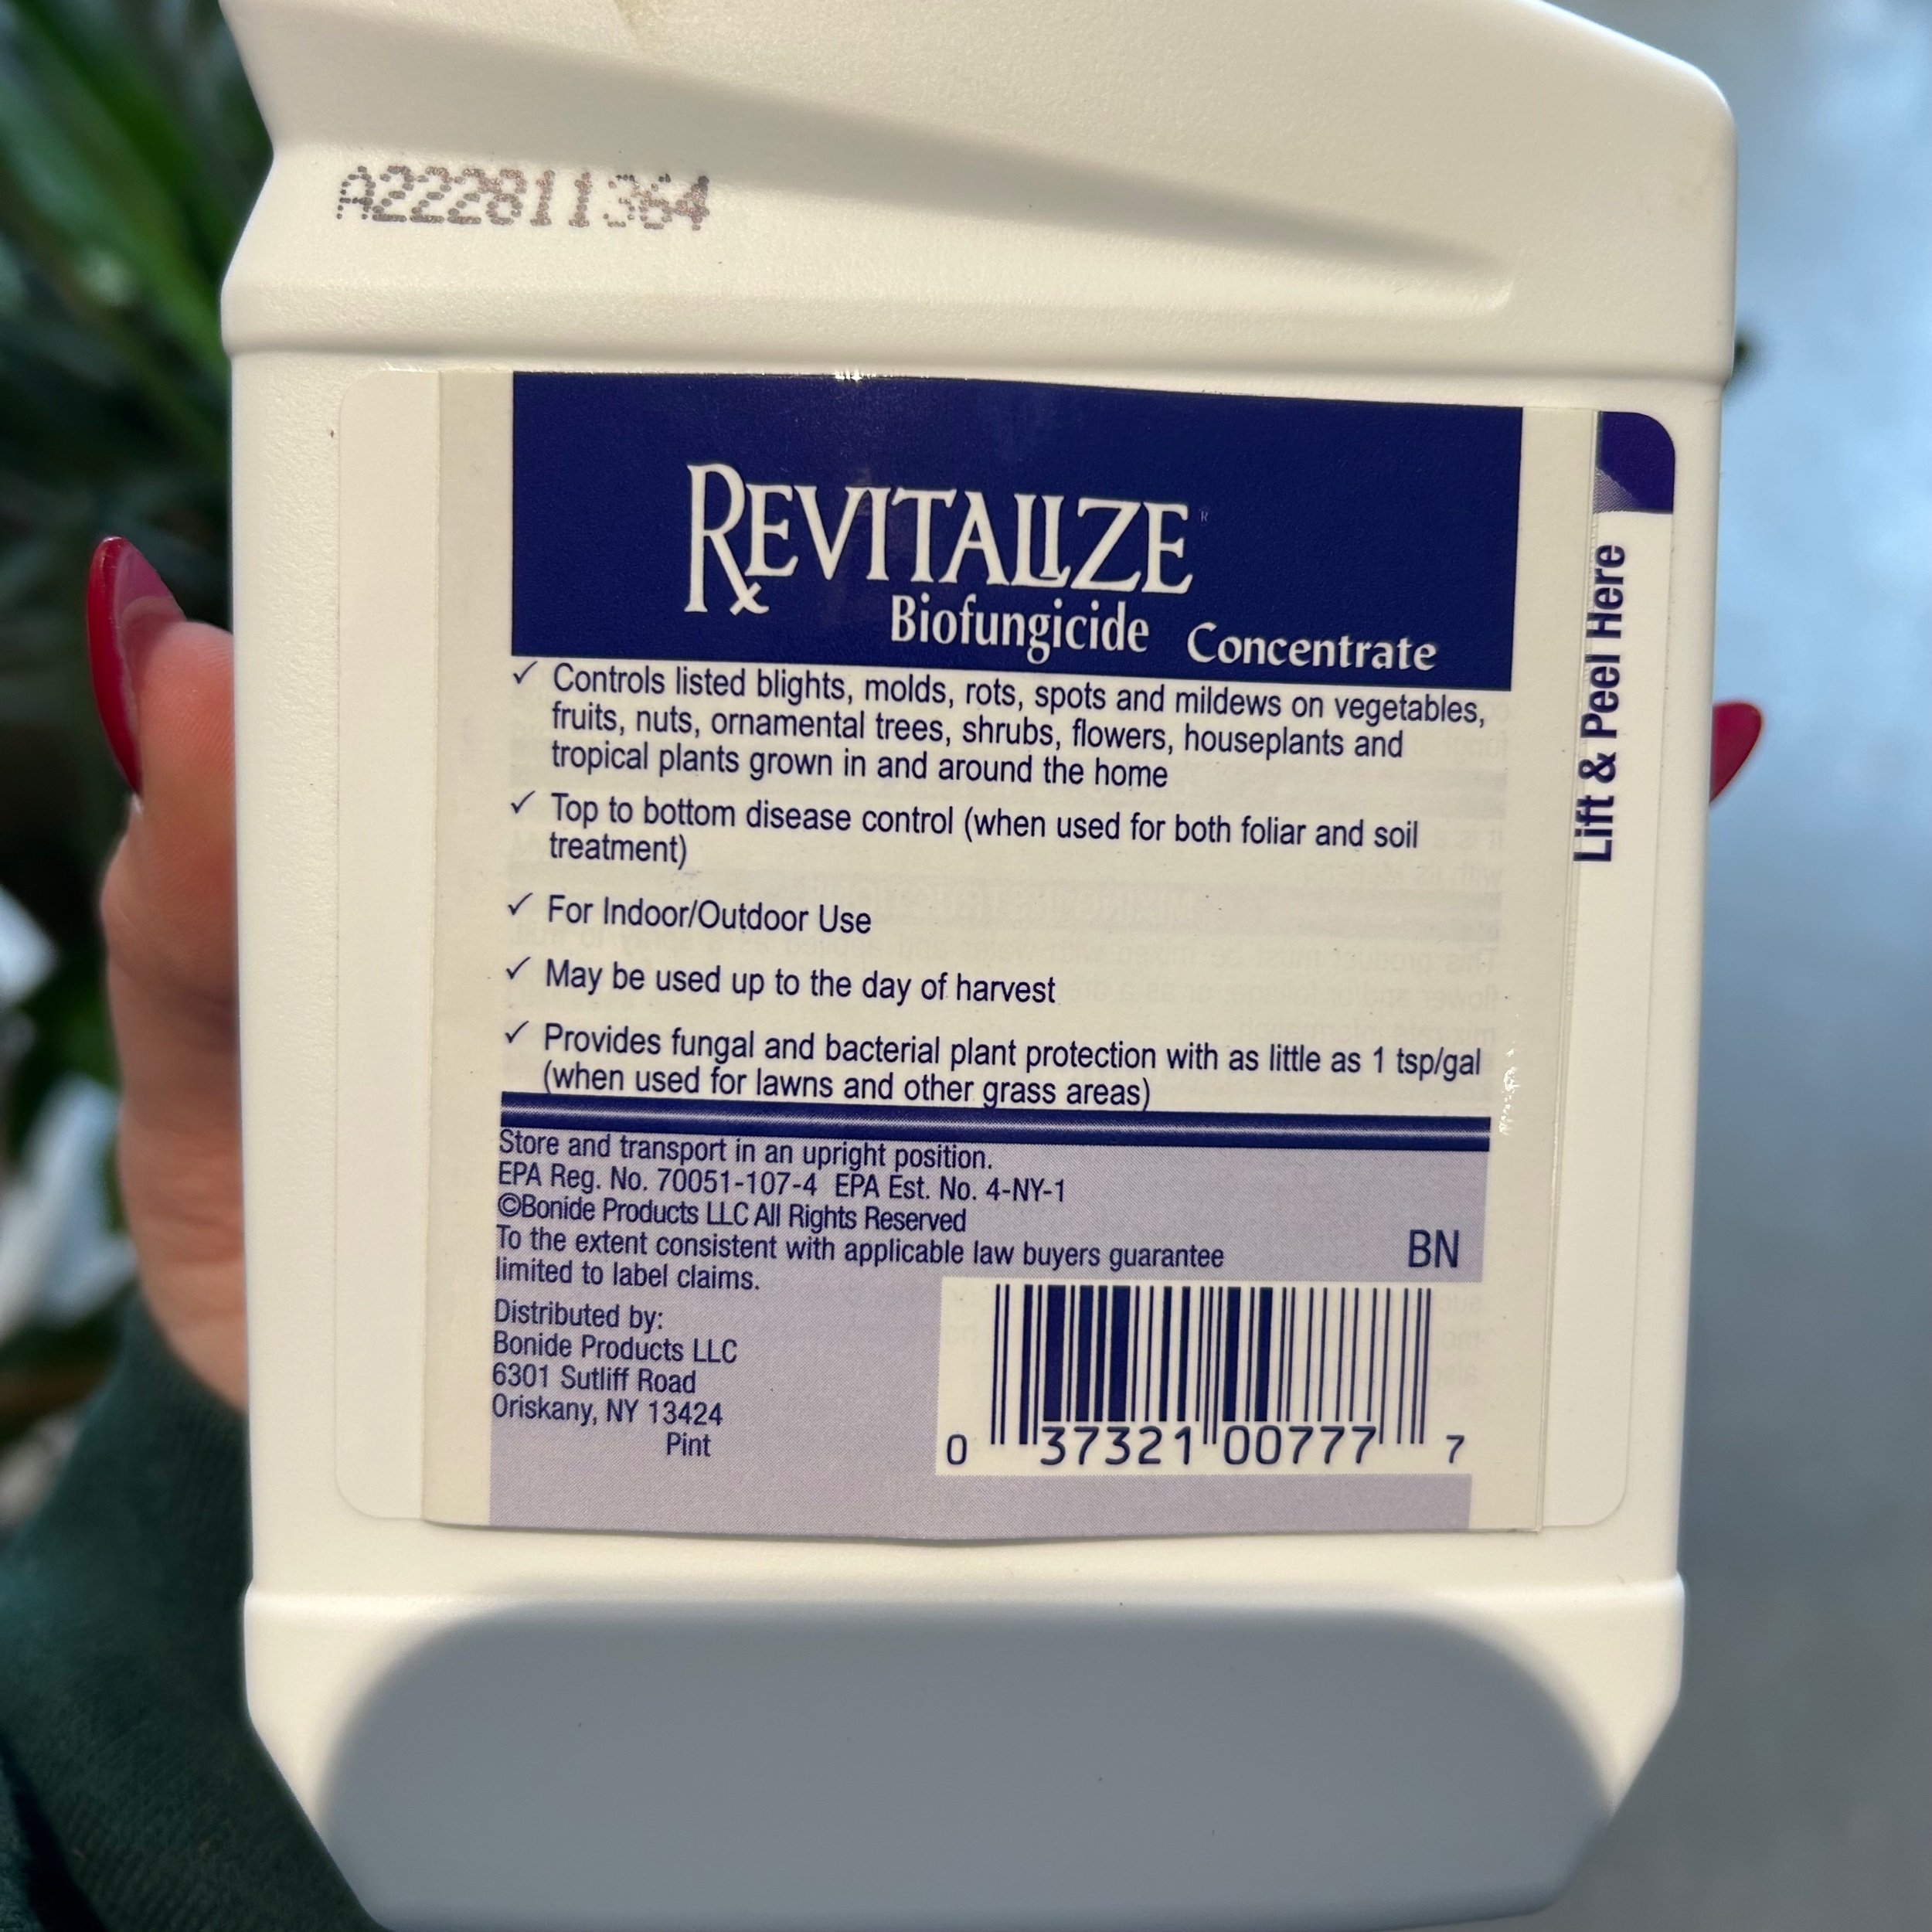 A222811364
REVITALIZE
Biofungicide Concentrate
✓ Controls listed blights, molds, rots, spots and mildews on vegetables,
fruits, nuts, ornamental trees, shrubs, flowers, houseplants and
tropical plants grown in and around the home
✓ Top to bottom disease control (when used for both foliar and soil
treatment)
✓ For Indoor/Outdoor Use
✓ May be used up to the day of harvest
✓ Provides fungal and bacterial plant protection with as little as 1 tsp/gal
(when used for lawns and other grass areas)
Store and transport in an upright position.
EPA Reg. No. 70051-107-4 EPA Est. No. 4-NY-1
©Bonide Products LLC All Rights Reserved
To the extent consistent with applicable law buyers guarantee
limited to label claims.
BN
Distributed by:
Bonide Products LLC
6301 Sutliff Road
Oriskany, NY 13424
Pint
0 37321 00777 7
Lift & Peel Here